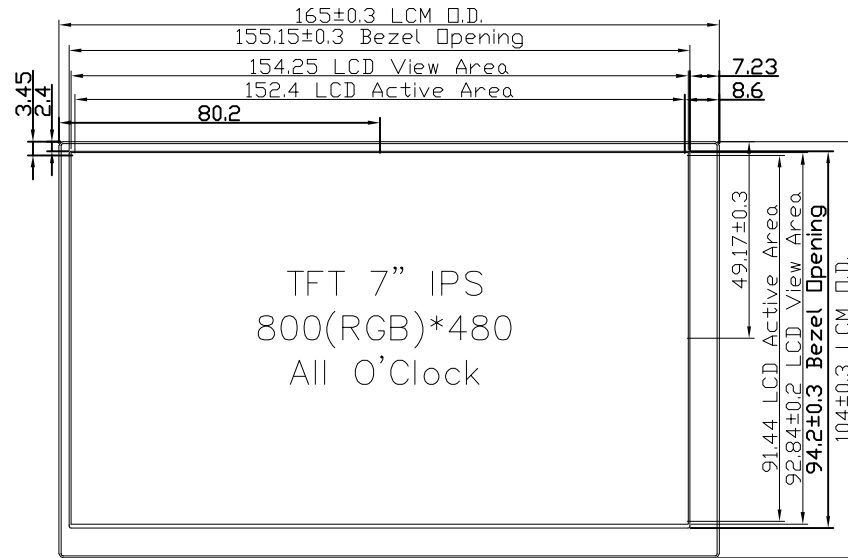 165±0.3 LCM O.D.
155.15±0.3 Bezel Opening
154.25 LCD View Area
7.23
152.4 LCD Active Area
8.6
3.45
2.4
80.2
49.17±0.3
91.44 LCD Active Area
92.84±0.2 LCD View Area
94.2±0.3 Bezel Opening
104±0.3 LCM O.D.
TFT 7” IPS
800(RGB)*480
All O’Clock